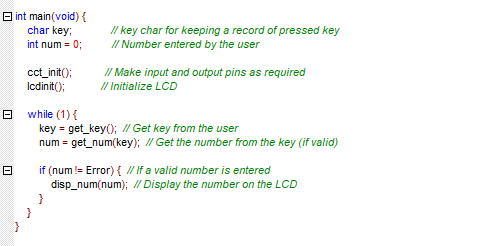 int main(void) {
char key; // key char for keeping a record of pressed key
int num = 0; // Number entered by the user
cct_init(); // Make input and output pins as required
lcdinit(); // Initialize LCD
while (1) {
key = get_key(); // Get key from the user
num = get_num(key); // Get the number from the key (if valid)
if (num != Error) { // If a valid number is entered
disp_num(num); // Display the number on the LCD
}
}
}